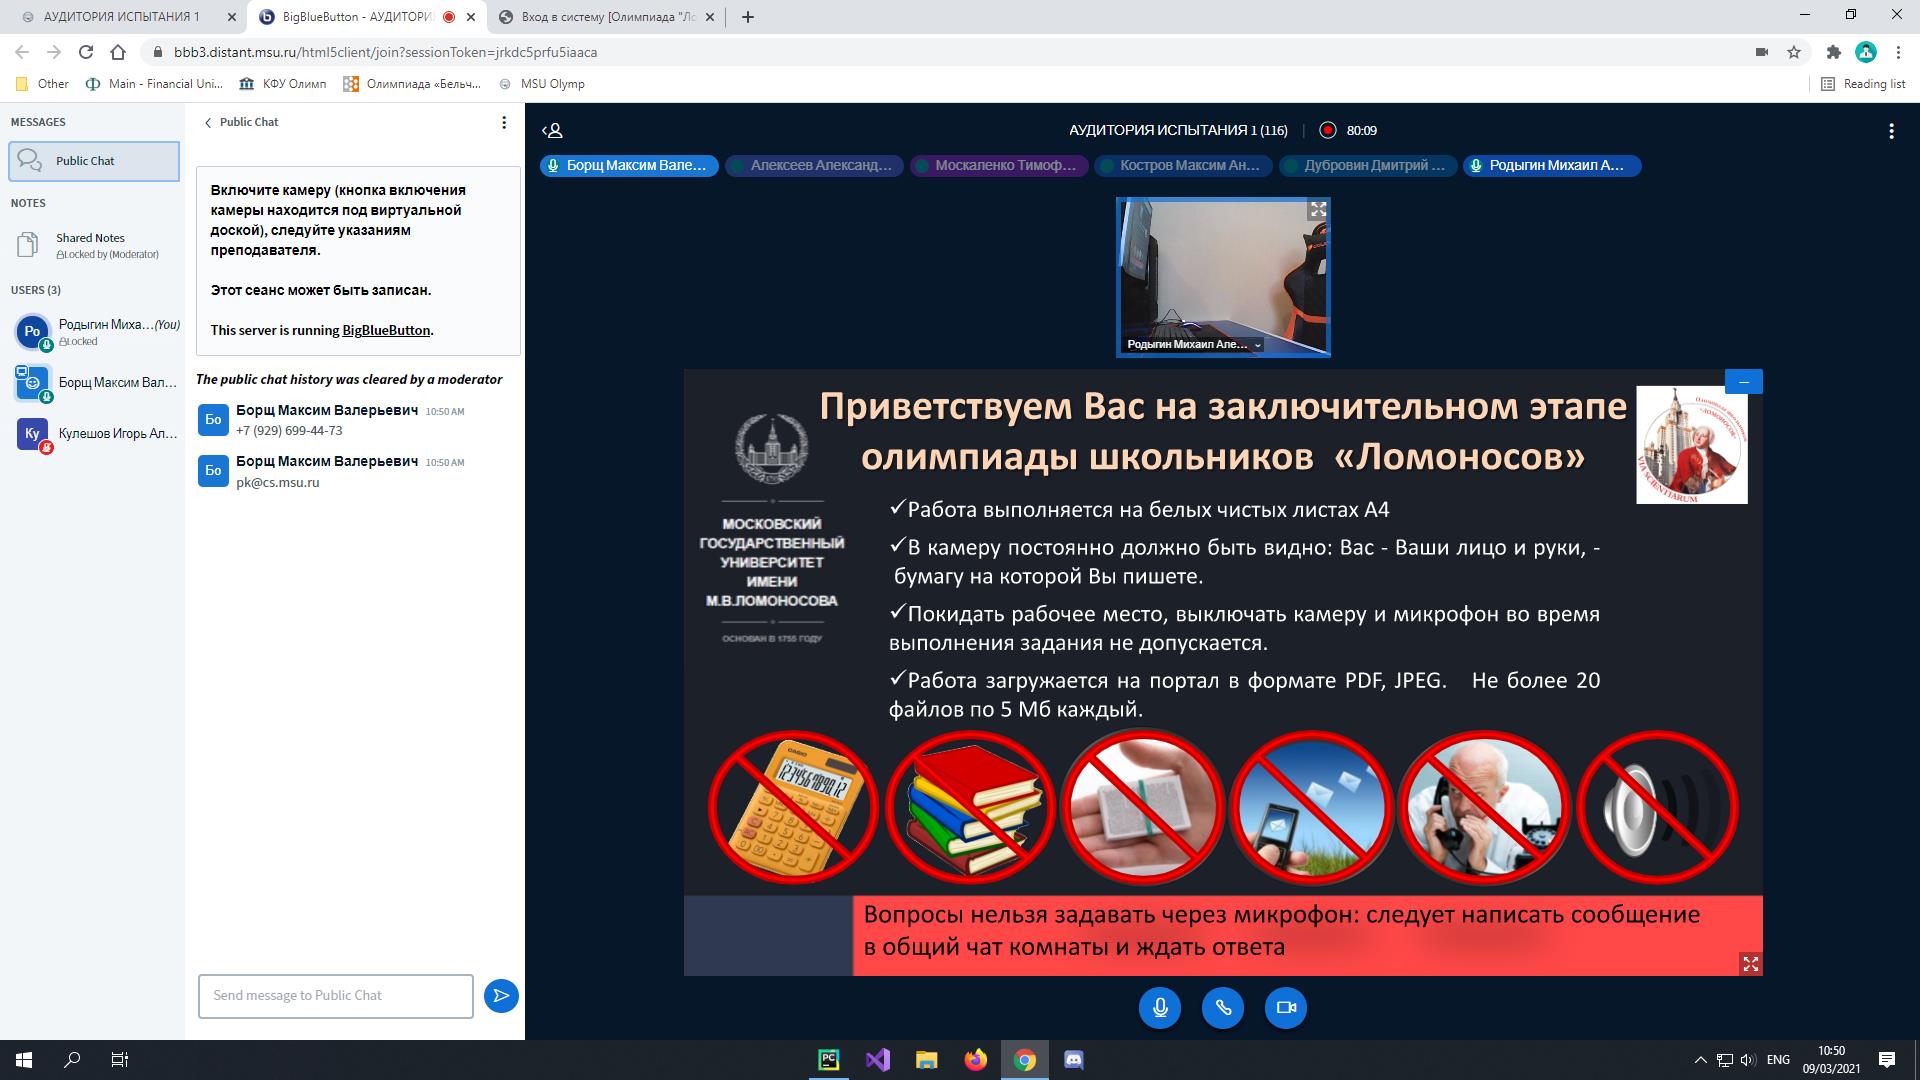 АУДИТОРИЯ ИСПЫТАНИЯ 1
BigBlueButton - АУДИТОРИ
Вход в систему [Олимпиада "Ло
bbb3.distant.msu.ru/html5client/join?sessionToken=jrkdc5prfu5iaaca
Other
Main - Financial Uni...
КФУ Олимп
Олимпиада «Бельч...
MSU Olymp
Reading list
MESSAGES
Public Chat
NOTES
Shared Notes
Locked by (Moderator)
USERS (3)
Ро
Родыгин Миха... (You)
Locked
Борщ Максим Вал...
Ку
Кулешов Игорь Ал...
Public Chat
Включите камеру (кнопка включения
камеры находится под виртуальной
доской), следуйте указаниям
преподавателя.
Этот сеанс может быть записан.
This server is running BigBlueButton.
The public chat history was cleared by a moderator
Бо
Борщ Максим Валерьевич 10:50 AM
+7 (929) 699-44-73
Бо
Борщ Максим Валерьевич 10:50 AM
pk@cs.msu.ru
Send message to Public Chat
АУДИТОРИЯ ИСПЫТАНИЯ 1 (116)
80:09
Борщ Максим Вале...
Алексеев Александ...
Москаленко Тимоф...
Костров Максим Ан...
Дубровин Дмитрий ...
Родыгин Михаил А...
Родыгин Михаил Але...
Приветствуем Вас на заключительном этапе
олимпиады школьников «Ломоносов»
МОСКОВСКИЙ
ГОСУДАРСТВЕННЫЙ
УНИВЕРСИТЕТ
ИМЕНИ
М.В.ЛОМОНОСОВА
ОСНОВАН В 1755 ГОДУ
✓Работа выполняется на белых чистых листах А4
✓В камеру постоянно должно быть видно: Вас - Ваши лицо и руки, -
бумагу на которой Вы пишете.
✓Покидать рабочее место, выключать камеру и микрофон во время
выполнения задания не допускается.
✓Работа загружается на портал в формате PDF, JPEG. Не более 20
файлов по 5 Мб каждый.
VIA SCIENTIARUM
CASIO
Вопросы нельзя задавать через микрофон: следует написать сообщение
в общий чат комнаты и ждать ответа
PC
ENG
10:50
09/03/2021